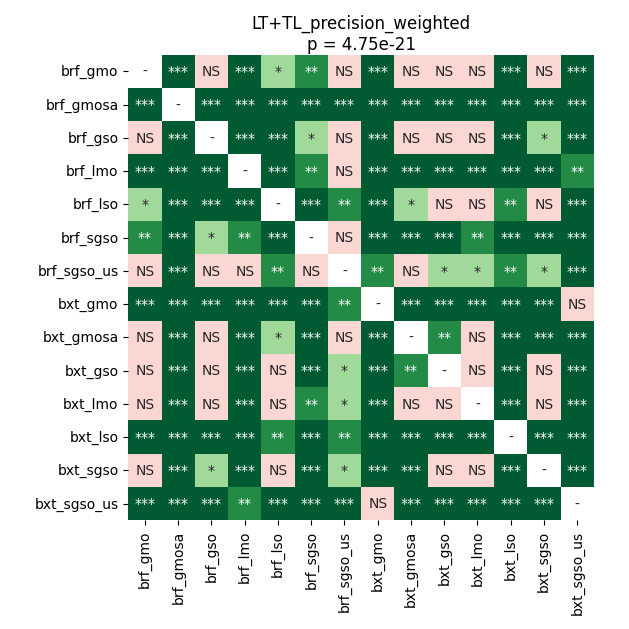 LT+TL_precision_weighted
p = 4.75e-21
brf_gmo - *** NS *** * ** NS *** NS NS NS *** NS ***
brf_gmosa *** - *** *** *** *** *** *** *** *** *** *** *** ***
brf_gso NS *** - *** *** * NS *** NS NS NS *** * ***
brf_lmo *** *** *** - *** ** NS *** *** *** *** *** *** **
brf_lso * *** *** *** - *** ** *** * NS NS ** NS ***
brf_sgso ** *** * ** *** - NS *** *** *** ** *** *** ***
brf_sgso_us NS *** NS NS ** NS - ** NS * * ** * ***
bxt_gmo *** *** *** *** *** *** ** - *** *** *** *** *** NS
bxt_gmosa NS *** NS *** * *** NS *** - ** NS *** *** ***
bxt_gso NS *** NS *** NS *** * *** ** - NS *** NS ***
bxt_lmo NS *** NS *** NS ** * *** NS NS - *** NS ***
bxt_lso *** *** *** *** ** *** ** *** *** *** *** - *** ***
bxt_sgso NS *** * *** NS *** * *** *** NS NS *** - ***
bxt_sgso_us *** *** *** ** *** *** *** NS *** *** *** *** *** -
brf_gmo brf_gmosa brf_gso brf_lmo brf_lso brf_sgso brf_sgso_us bxt_gmo bxt_gmosa bxt_gso bxt_lmo bxt_lso bxt_sgso bxt_sgso_us